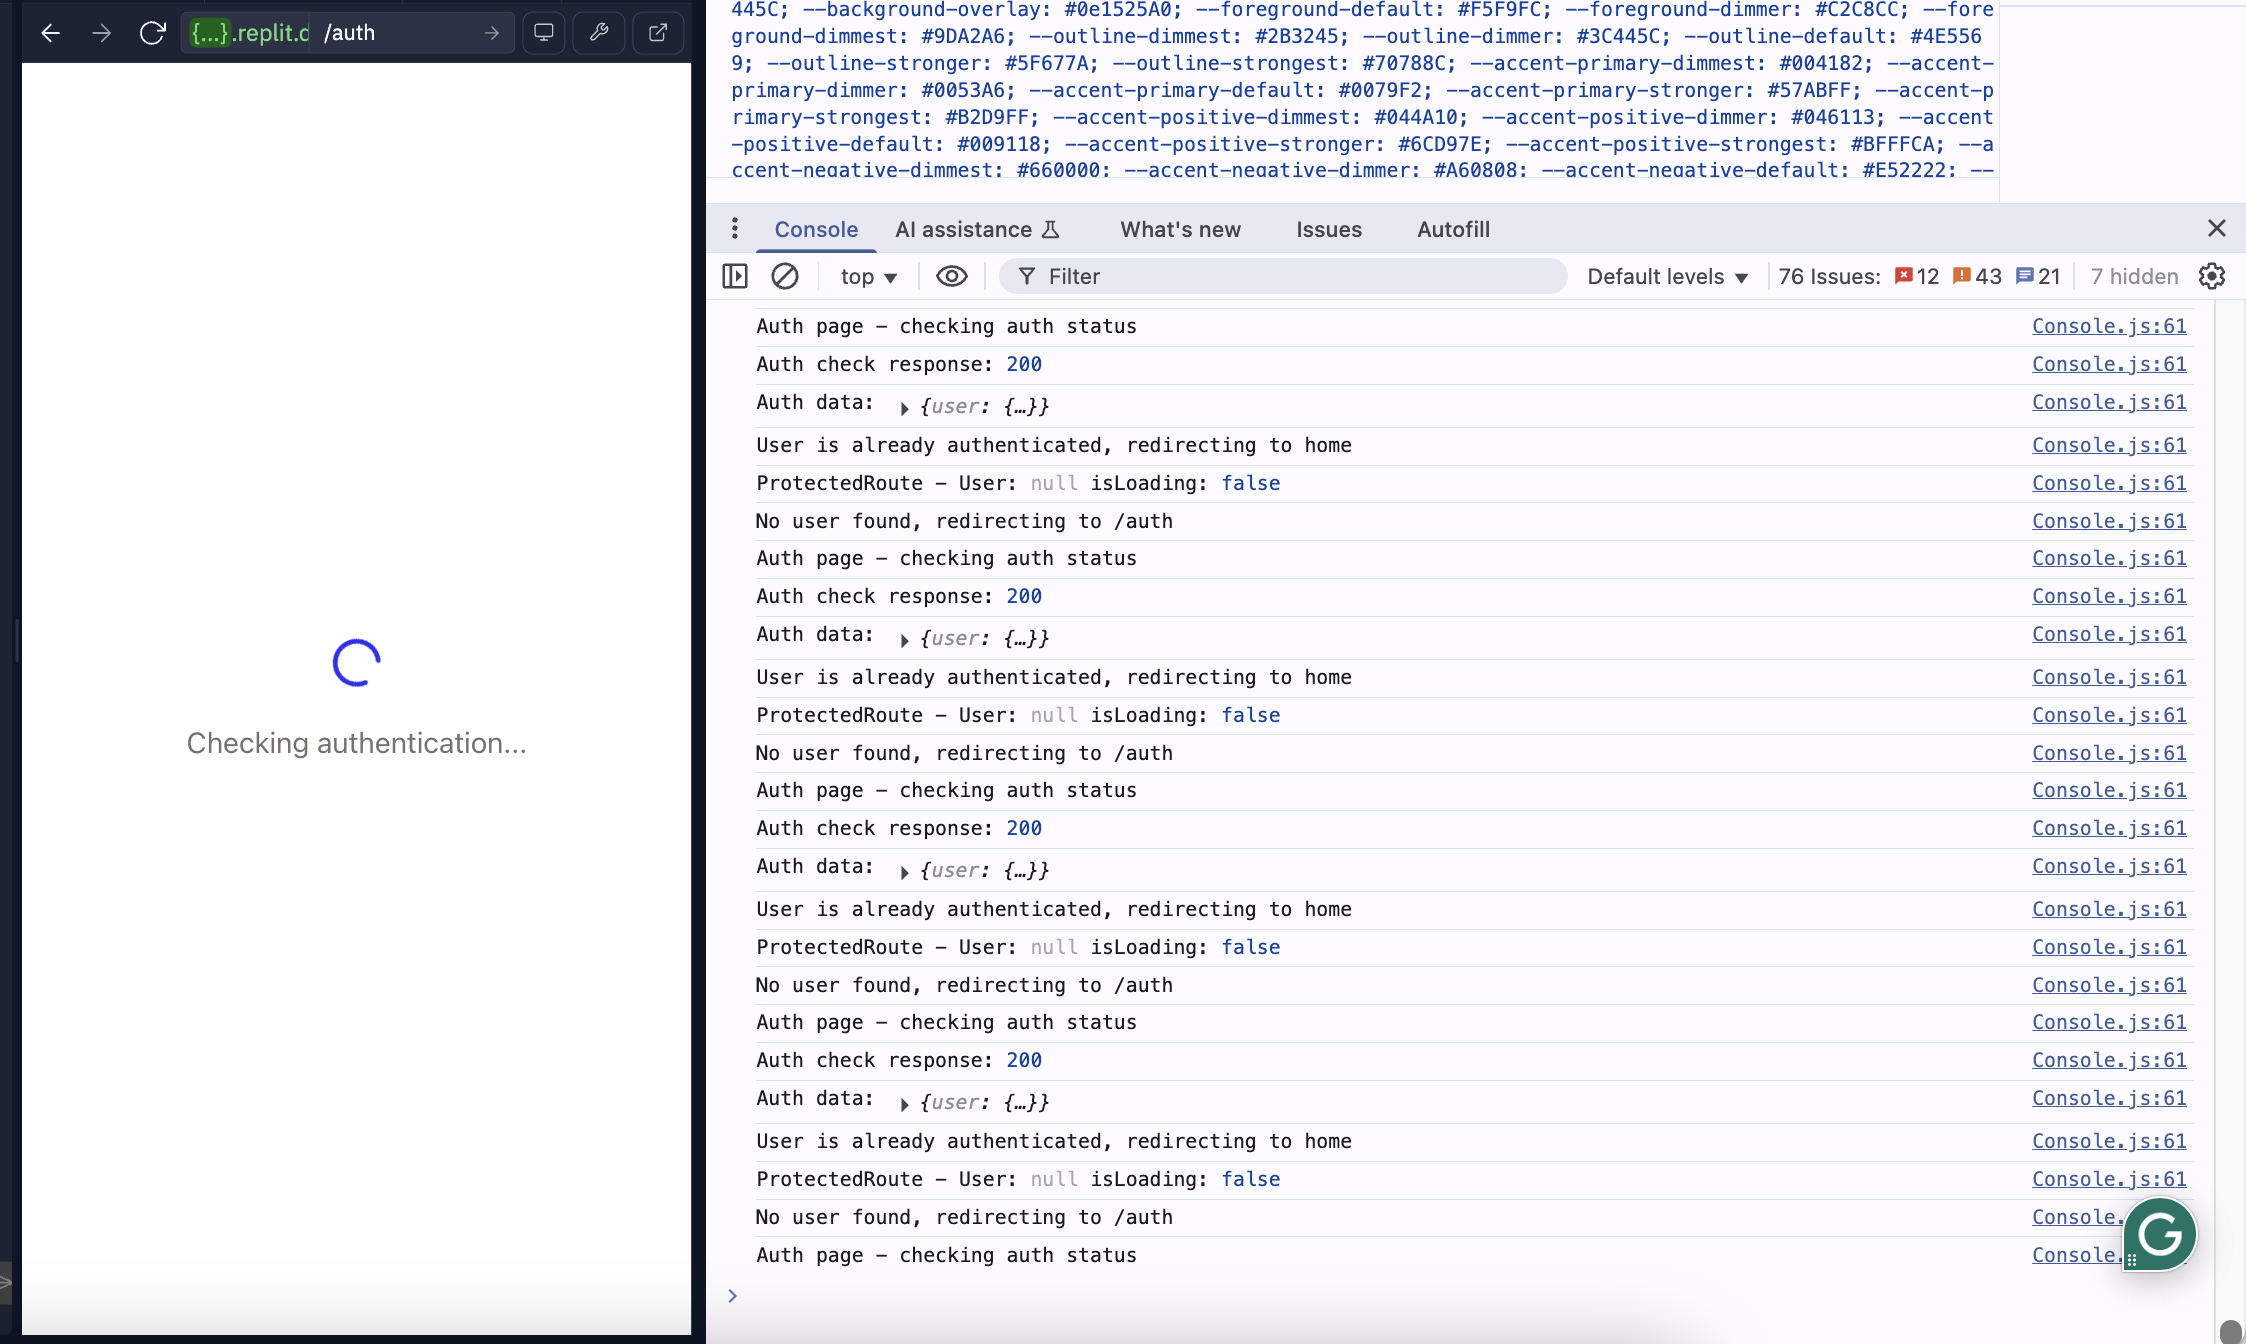 {...}.replit.c /auth
Checking authentication...
445C; --background-overlay: #0e1525A0; --foreground-default: #F5F9FC; --foreground-dimmer: #C2C8CC; --fore
ground-dimmest: #9DA2A6; --outline-dimmest: #2B3245; --outline-dimmer: #3C445C; --outline-default: #4E556
9; --outline-stronger: #5F677A; --outline-strongest: #70788C; --accent-primary-dimmest: #004182; --accent-
primary-dimmer: #0053A6; --accent-primary-default: #0079F2; --accent-primary-stronger: #57ABFF; --accent-p
rimary-strongest: #B2D9FF; --accent-positive-dimmest: #044A10; --accent-positive-dimmer: #046113; --accent
-positive-default: #009118; --accent-positive-stronger: #6CD97E; --accent-positive-strongest: #BFFFCA; --a
ccent-negative-dimmest: #660000; --accent-negative-dimmer: #A60808; --accent-negative-default: #E52222; --
Console AI assistance What's new Issues Autofill
top Filter Default levels 76 Issues: 12 43 21 7 hidden
Auth page – checking auth status Console.js:61
Auth check response: 200 Console.js:61
Auth data: {user: {…}} Console.js:61
User is already authenticated, redirecting to home Console.js:61
ProtectedRoute – User: null isLoading: false Console.js:61
No user found, redirecting to /auth Console.js:61
Auth page – checking auth status Console.js:61
Auth check response: 200 Console.js:61
Auth data: {user: {…}} Console.js:61
User is already authenticated, redirecting to home Console.js:61
ProtectedRoute – User: null isLoading: false Console.js:61
No user found, redirecting to /auth Console.js:61
Auth page – checking auth status Console.js:61
Auth check response: 200 Console.js:61
Auth data: {user: {…}} Console.js:61
User is already authenticated, redirecting to home Console.js:61
ProtectedRoute – User: null isLoading: false Console.js:61
No user found, redirecting to /auth Console.js:61
Auth page – checking auth status Console.js:61
Auth check response: 200 Console.js:61
Auth data: {user: {…}} Console.js:61
User is already authenticated, redirecting to home Console.js:61
ProtectedRoute – User: null isLoading: false Console.js:61
No user found, redirecting to /auth Console.
Auth page – checking auth status Console.
G